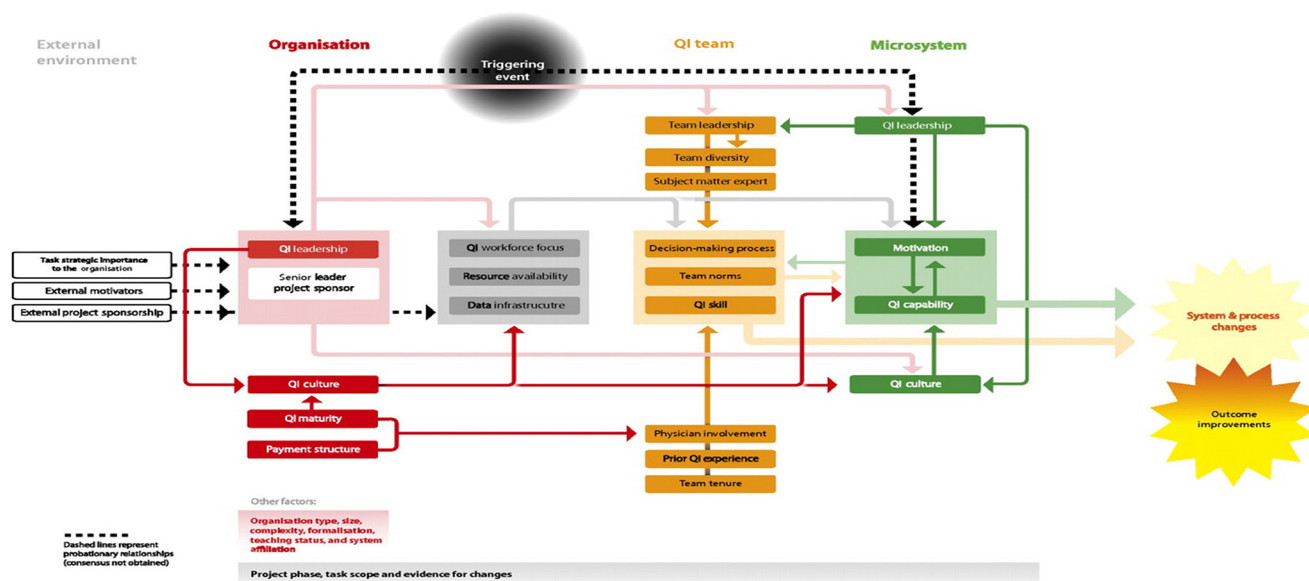 External
environment
Organisation
Triggering
event
QI team
Microsystem
Team leadership
Team diversity
Subject matter expert
QI leadership
Task strategic importance
to the organisation
External motivators
External project sponsorship
QI leadership
Senior leader
project sponsor
QI workforce focus
Resource availability
Data infrastrucutre
Decision-making process
Team norms
QI skill
Motivation
QI capability
System & process
changes
QI culture
QI culture
QI maturity
Payment structure
Physician involvement
Prior QI experience
Team tenure
Outcome
improvements
Other factors:
Organisation type, size,
complexity, formalisation,
teaching status, and system
affiliation
Dashed lines represent
probationary relationships
(consensus not obtained)
Project phase, task scope and evidence for changes